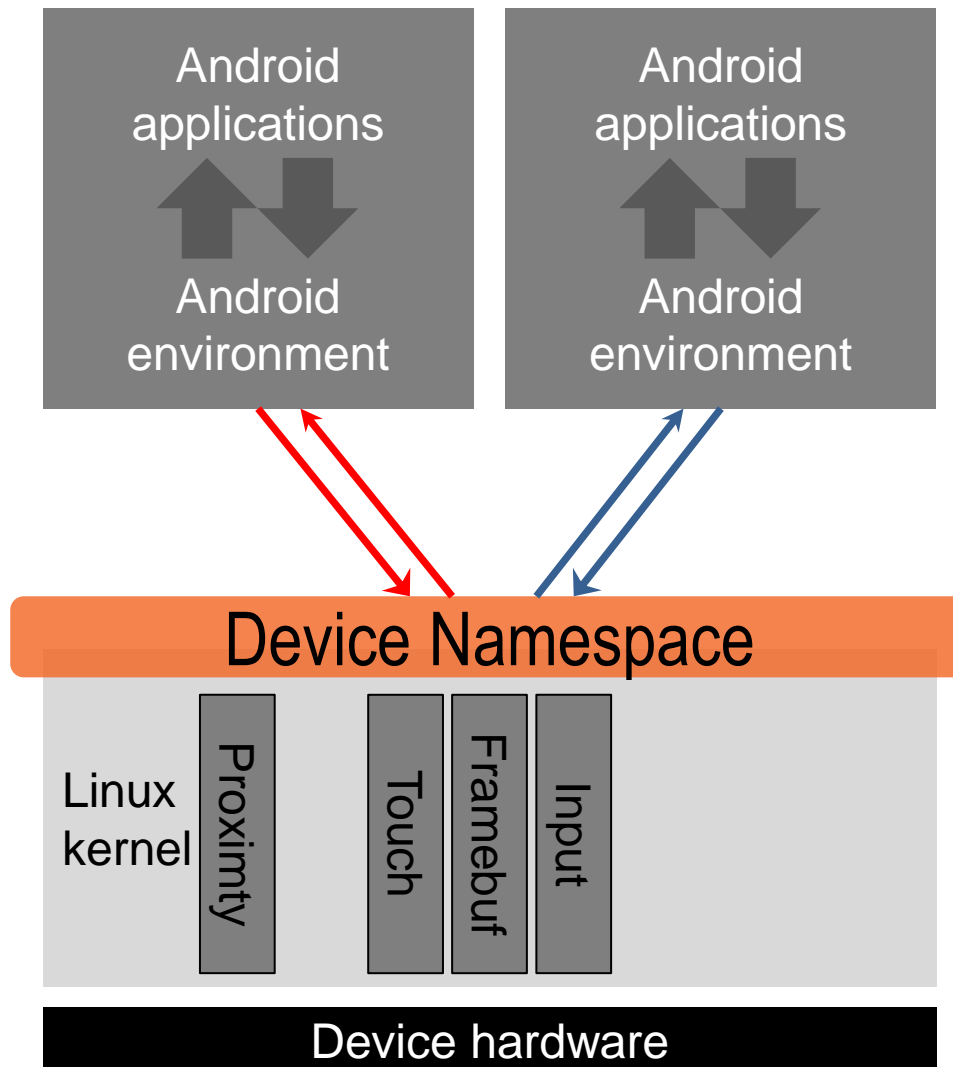 Android
applications
Android
environment
Android
applications
Android
environment
Device Namespace
Linux
kernel
Proximty
Touch
Framebuf
Input
Device hardware